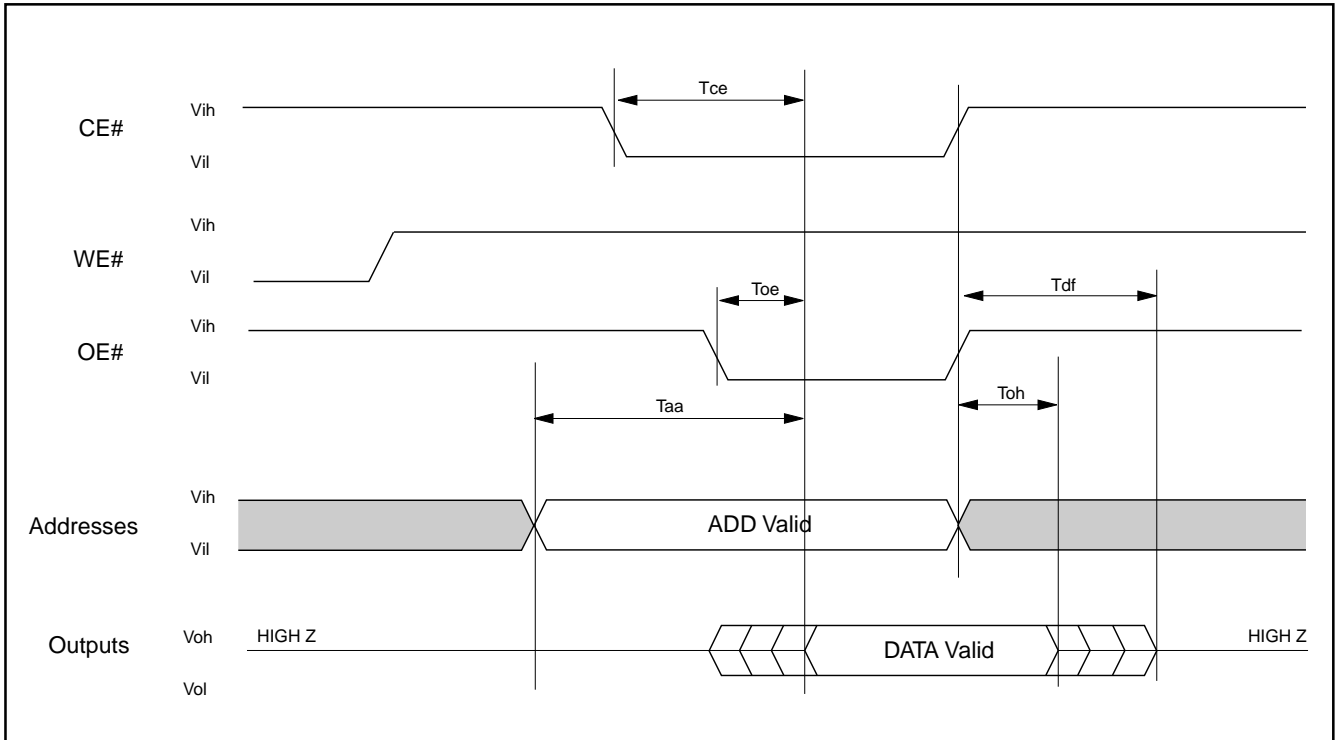 Tce
CE#
Vih
Vil
WE#
Vih
Vil
Toe
Tdf
OE#
Vih
Vil
Taa
Toh
Addresses
Vih
Vil
ADD Valid
Outputs
Voh
Vol
HIGH Z
DATA Valid
HIGH Z